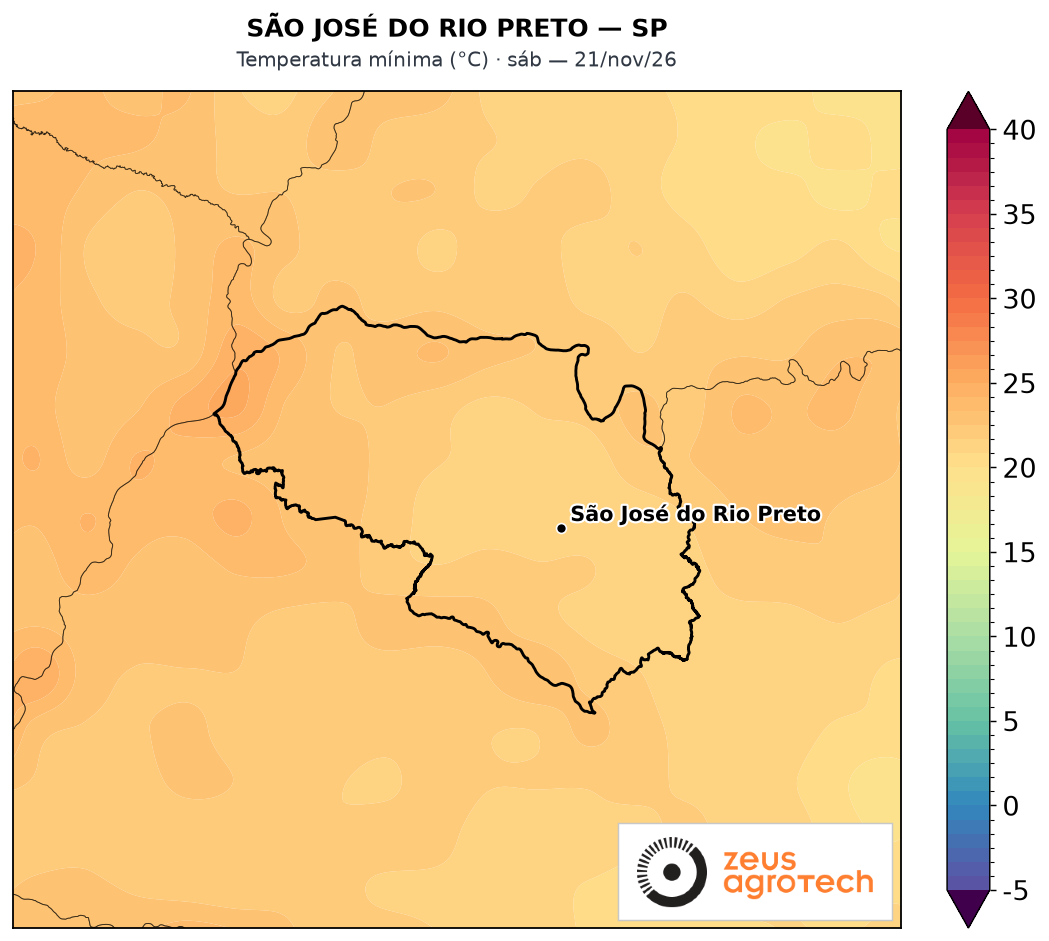 SÃO JOSÉ DO RIO PRETO — SP
Temperatura mínima (°C) · sáb — 21/nov/26
40
35
30
25
20
15
10
5
0
-5
São José do Rio Preto
zeus
agrotech